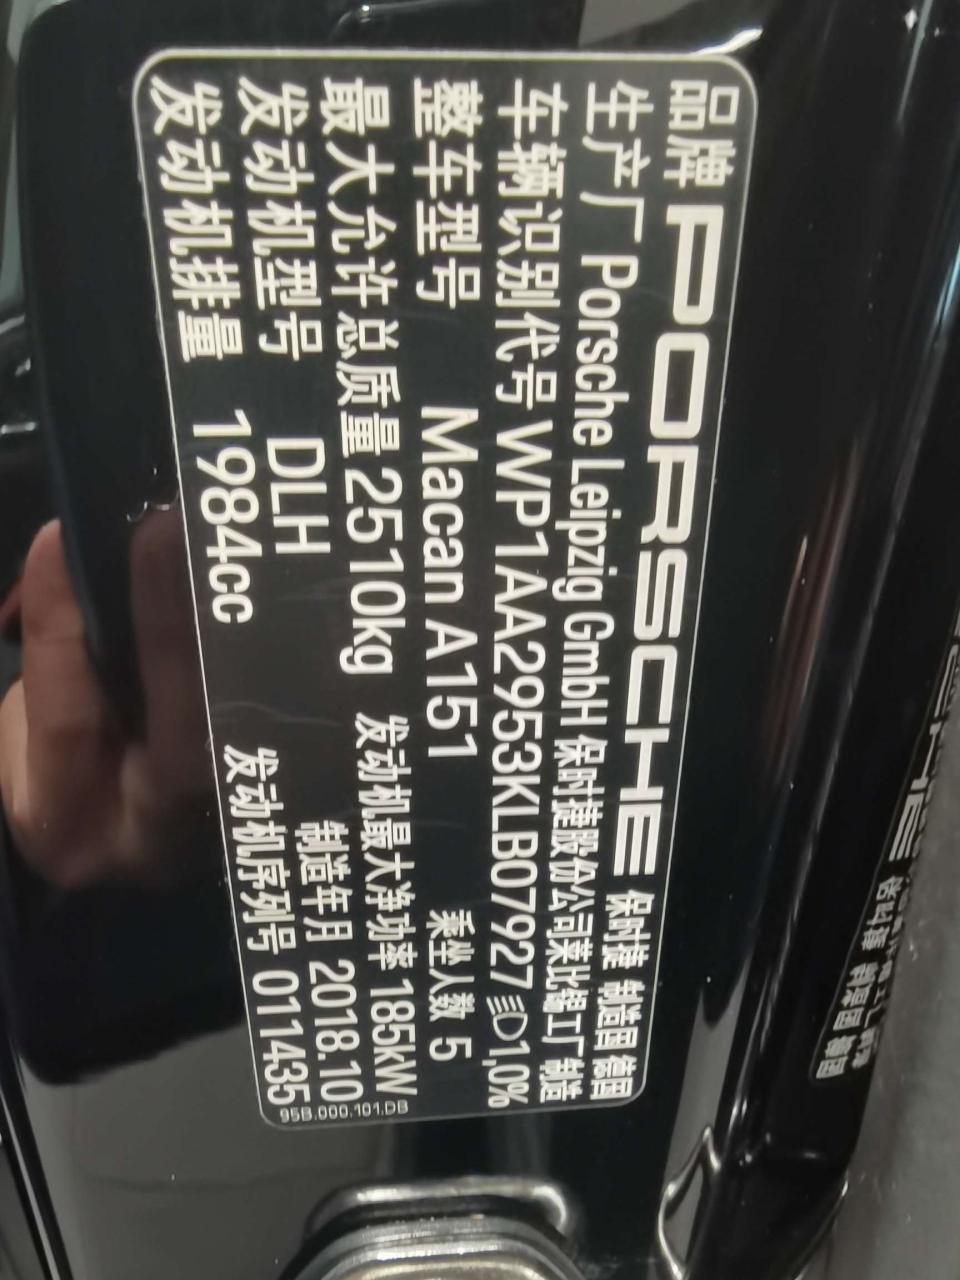 品牌 PORSCHE 保时捷 制造国 德国
生产厂 Porsche Leipzig GmbH 保时捷股份公司莱比锡工厂 制造
车辆识别代号 WP1AA2953KLB07927 1,0%
整车型号 Macan A151 乘坐人数 5
最大允许总质量 2510kg 发动机最大净功率 185kW
发动机型号 DLH 制造年月 2018.10
发动机排量 1984cc 发动机序列号 011435
95B.000.101.DB